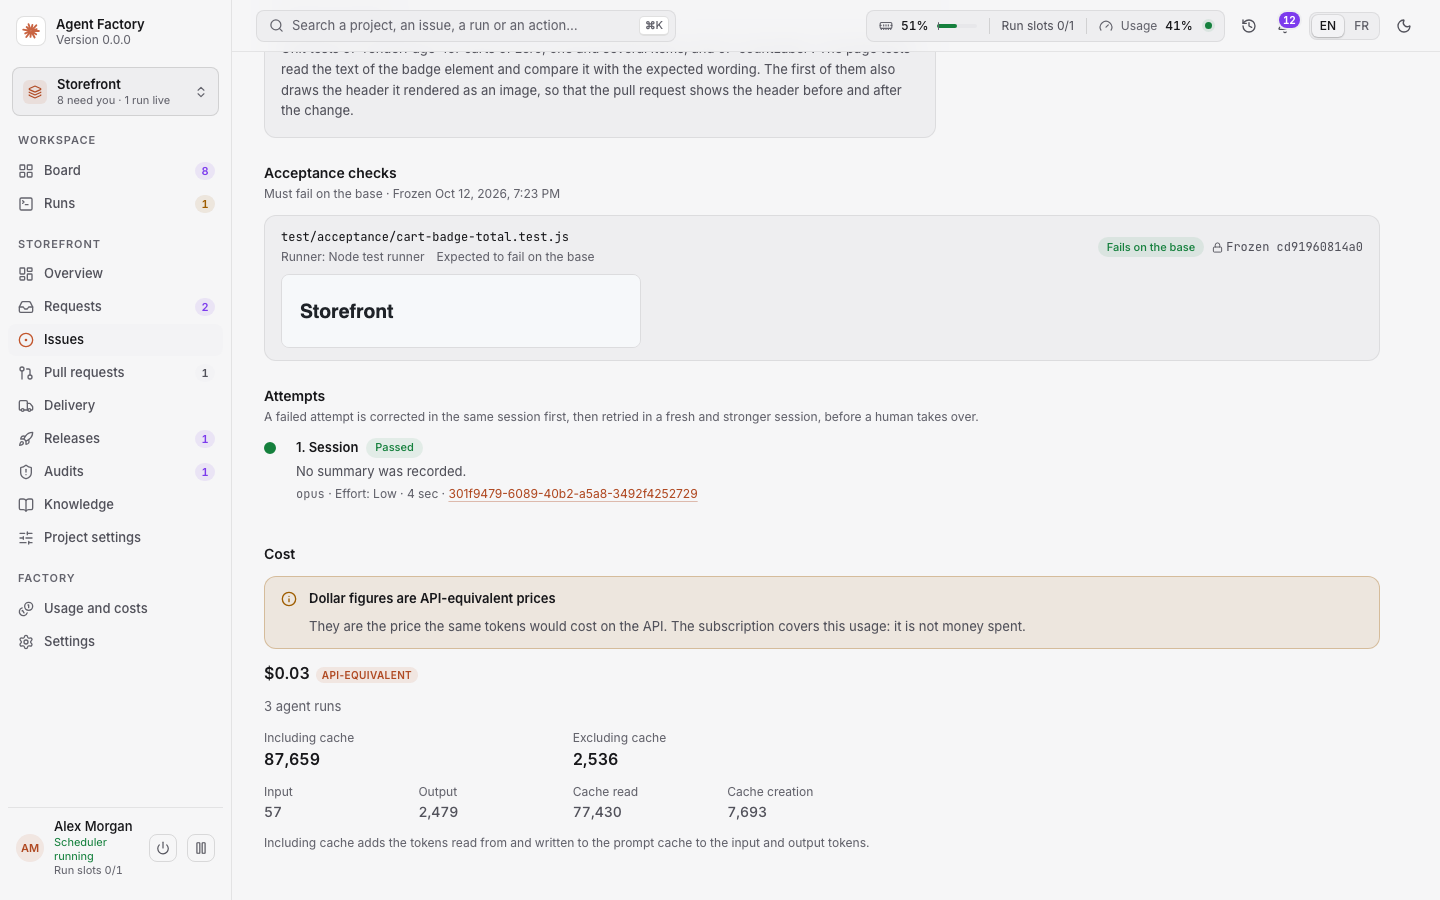 Agent Factory
Version 0.0.0
Search a project, an issue, a run or an action...
⌘K
51%
Run slots 0/1
Usage 41%
12
EN FR
Storefront
8 need you · 1 run live
WORKSPACE
Board 8
Runs 1
STOREFRONT
Overview
Requests 2
Issues
Pull requests 1
Delivery
Releases 1
Audits 1
Knowledge
Project settings
FACTORY
Usage and costs
Settings
AM
Alex Morgan
Scheduler
running
Run slots 0/1
read the text of the badge element and compare it with the expected wording. The first of them also
draws the header it rendered as an image, so that the pull request shows the header before and after
the change.
Acceptance checks
Must fail on the base · Frozen Oct 12, 2026, 7:23 PM
test/acceptance/cart-badge-total.test.js
Runner: Node test runner Expected to fail on the base
Fails on the base
Frozen cd91960814a0
Storefront
Attempts
A failed attempt is corrected in the same session first, then retried in a fresh and stronger session, before a human takes over.
1. Session Passed
No summary was recorded.
opus · Effort: Low · 4 sec · 301f9479-6089-40b2-a5a8-3492f4252729
Cost
Dollar figures are API-equivalent prices
They are the price the same tokens would cost on the API. The subscription covers this usage: it is not money spent.
$0.03 API-EQUIVALENT
3 agent runs
Including cache Excluding cache
87,659 2,536
Input Output Cache read Cache creation
57 2,479 77,430 7,693
Including cache adds the tokens read from and written to the prompt cache to the input and output tokens.